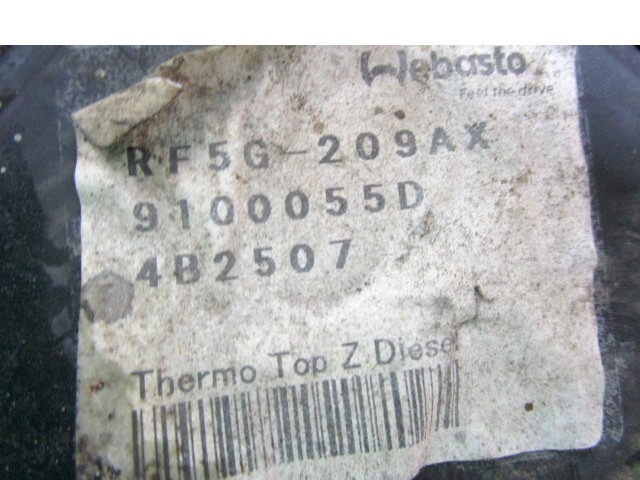 Webasto
Feel the drive
RF5G-209AX
9100055D
4B2507
Thermo Top Z Diesel